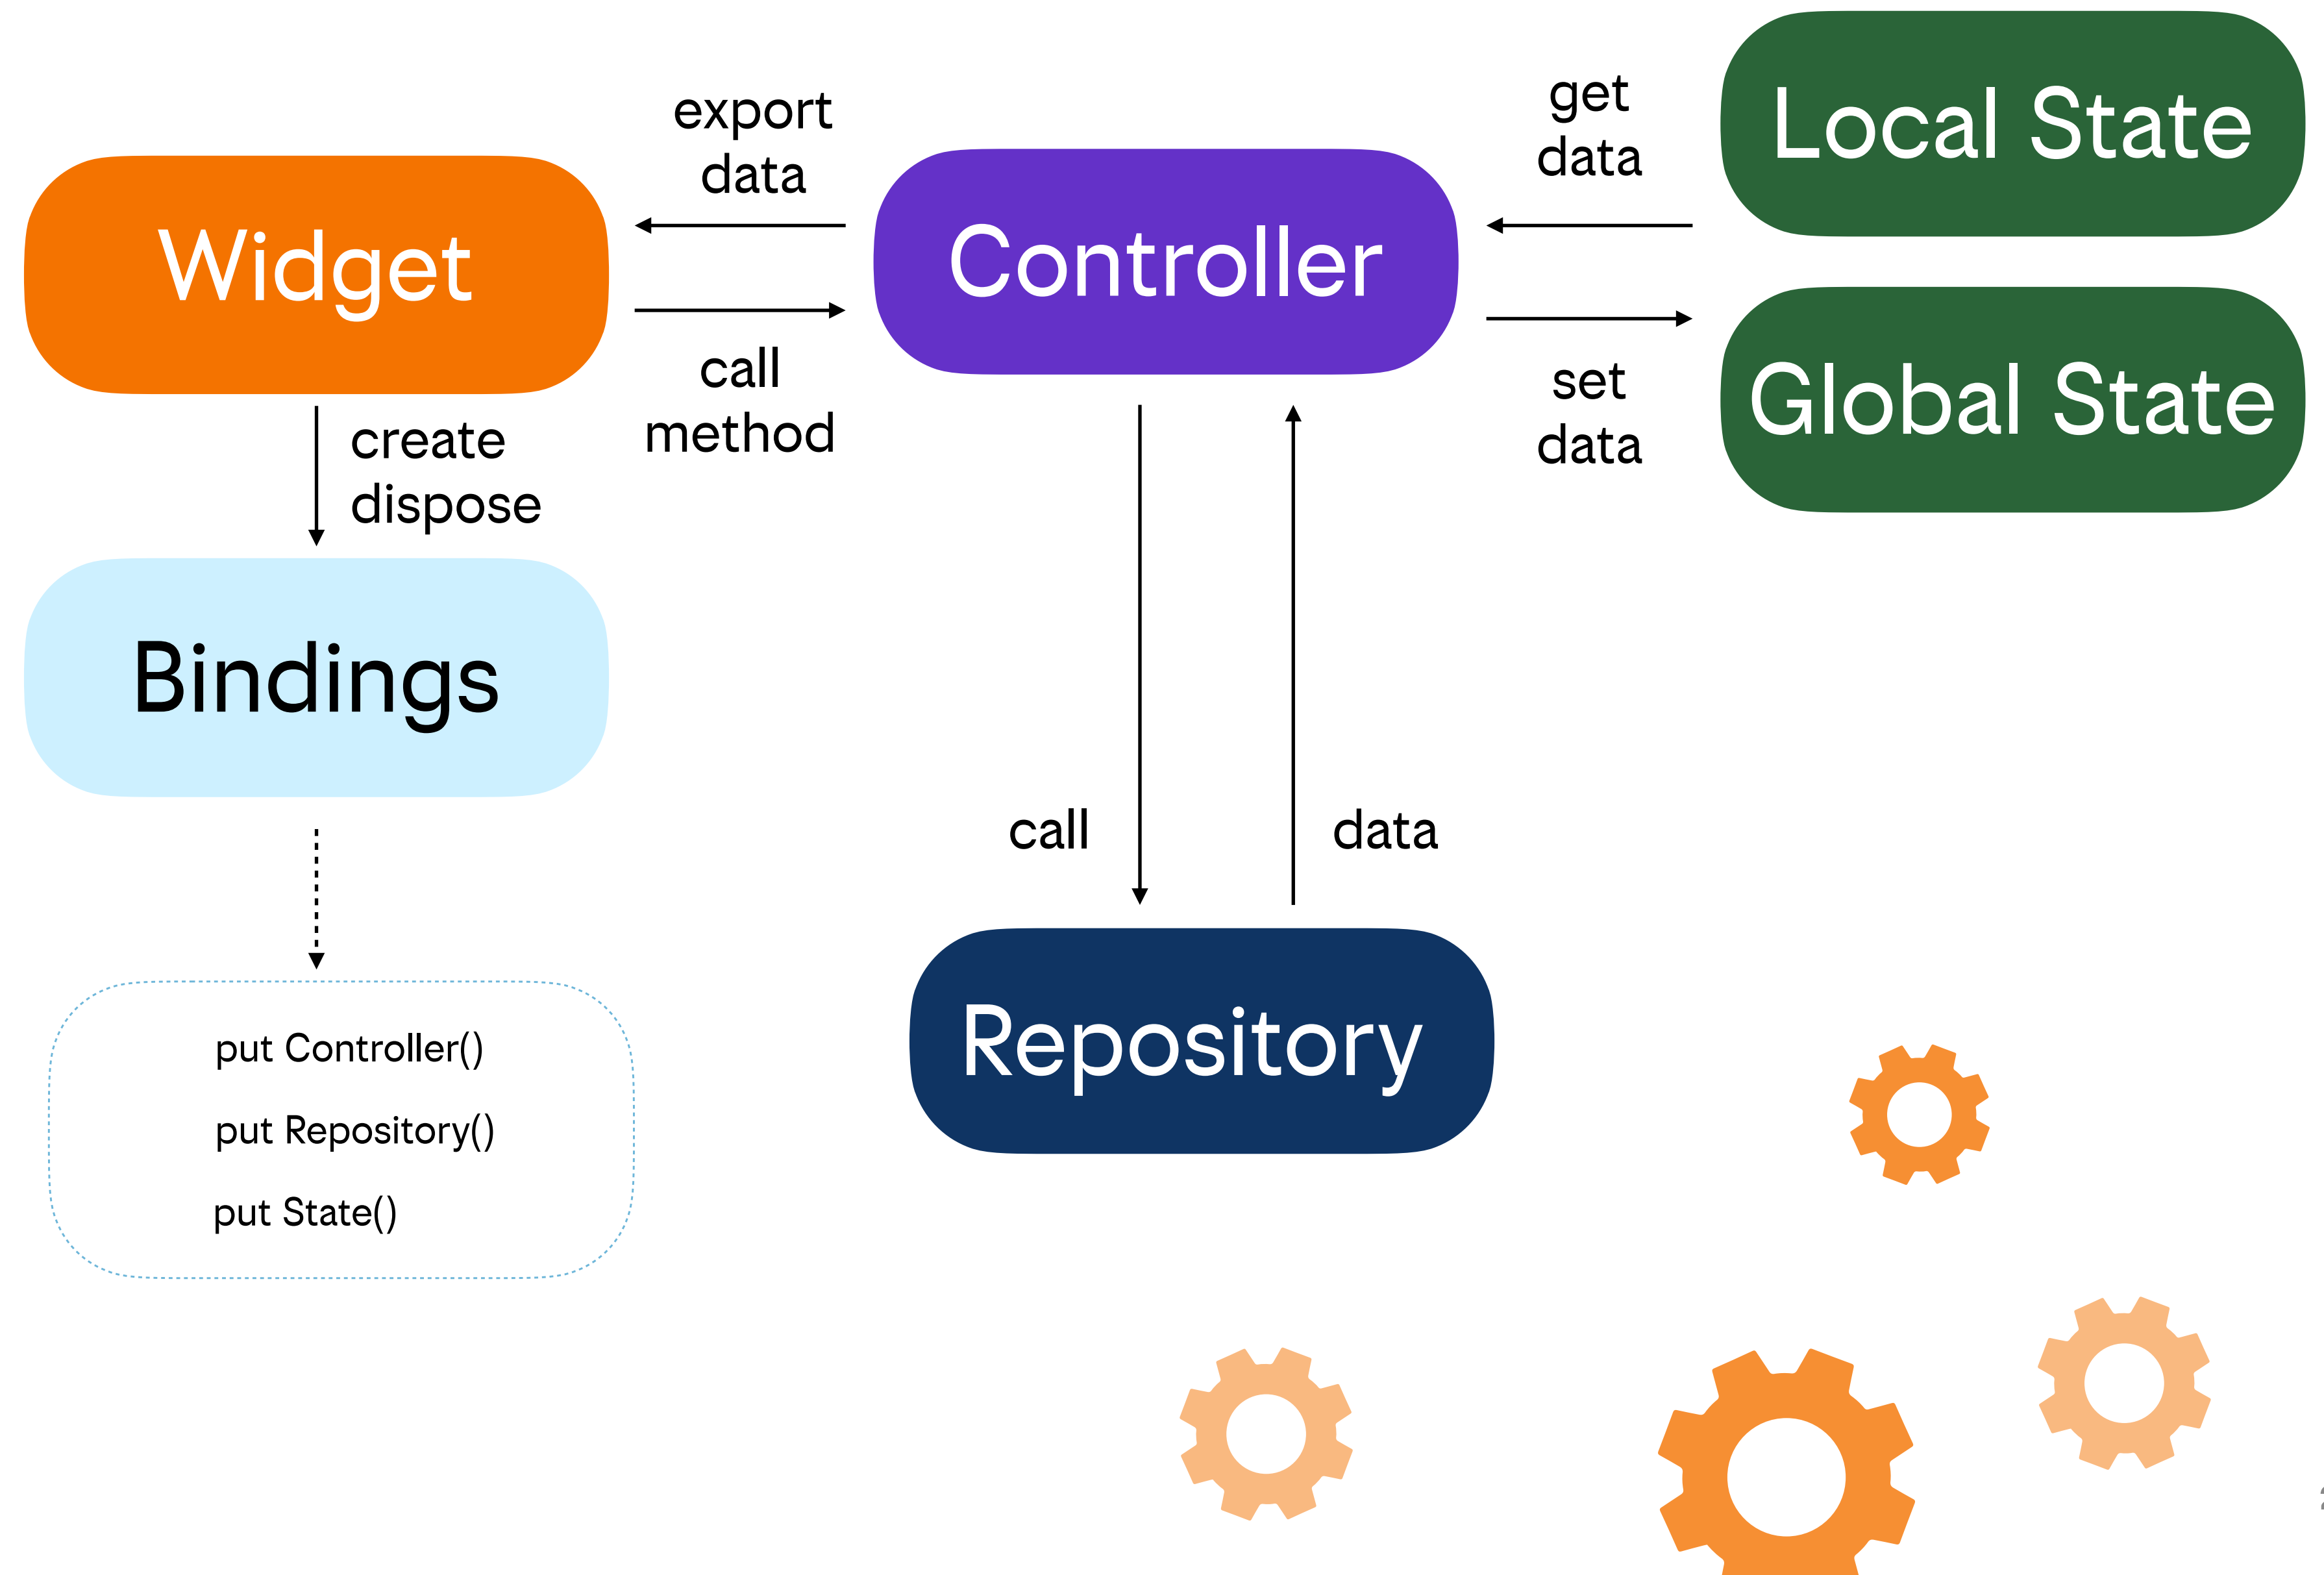 Widget
export
data
call
method
Controller
get
data
set
data
Local State
Global State
create
dispose
Bindings
call
data
Repository
put Controller()
put Repository()
put State()